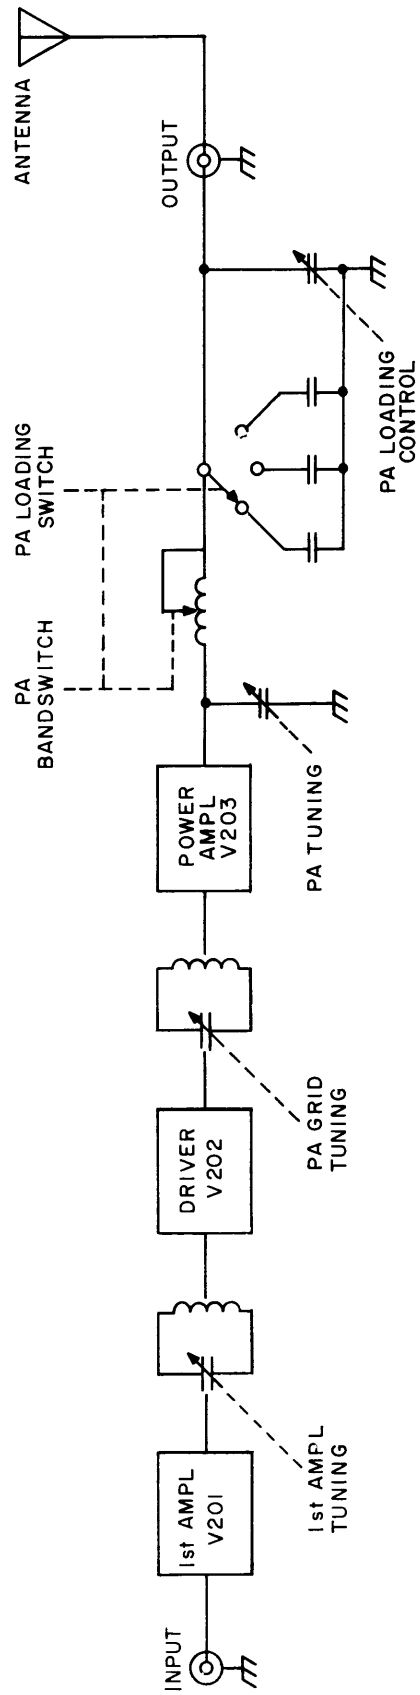 INPUT
1st AMPL
V201
1st AMPL
TUNING
DRIVER
V202
PA GRID
TUNING
POWER
AMPL
V203
PA TUNING
PA
BANDSWITCH
PA LOADING
SWITCH
PA LOADING
CONTROL
OUTPUT
ANTENNA